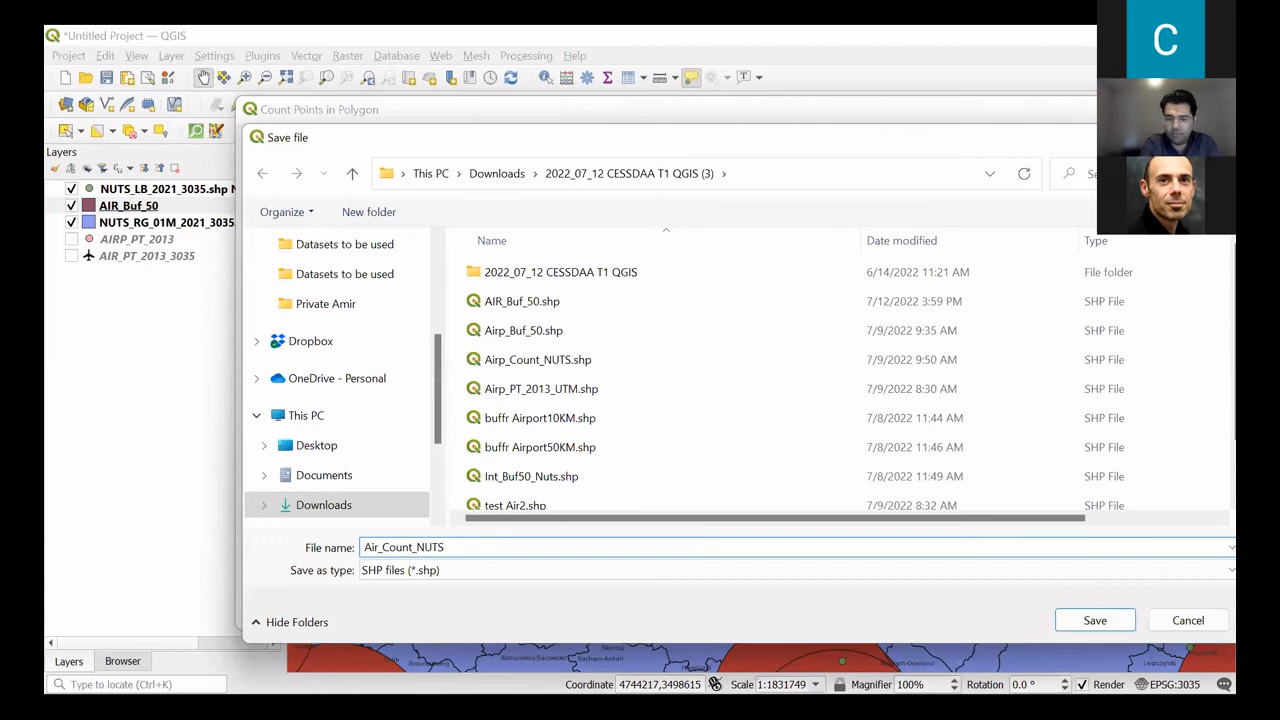 *Untitled Project — QGIS
C
Project Edit View Layer Settings Plugins Vector Raster Database Web Mesh Processing Help
Count Points in Polygon
Save file
Layers
This PC > Downloads > 2022_07_12 CESSDAA T1 QGIS (3) >
NUTS_LB_2021_3035.shp
AIR_Buf_50
NUTS_RG_01M_2021_3035
AIRP_PT_2013
AIR_PT_2013_3035
Organize New folder
Datasets to be used
Datasets to be used
Private Amir
Dropbox
OneDrive - Personal
This PC
Desktop
Documents
Downloads
Name Date modified Type
2022_07_12 CESSDAA T1 QGIS 6/14/2022 11:21 AM File folder
AIR_Buf_50.shp 7/12/2022 3:59 PM SHP File
Airp_Buf_50.shp 7/9/2022 9:35 AM SHP File
Airp_Count_NUTS.shp 7/9/2022 9:50 AM SHP File
Airp_PT_2013_UTM.shp 7/9/2022 8:30 AM SHP File
buffr Airport10KM.shp 7/8/2022 11:44 AM SHP File
buffr Airport50KM.shp 7/8/2022 11:46 AM SHP File
Int_Buf50_Nuts.shp 7/8/2022 11:49 AM SHP File
test Air2.shp 7/9/2022 8:32 AM SHP File
File name: Air_Count_NUTS
Save as type: SHP files (*.shp)
Hide Folders Save Cancel
Layers Browser
Type to locate (Ctrl+K) Coordinate 4744217,3498615 Scale 1:1831749 Magnifier 100% Rotation 0.0 ° Render EPSG:3035